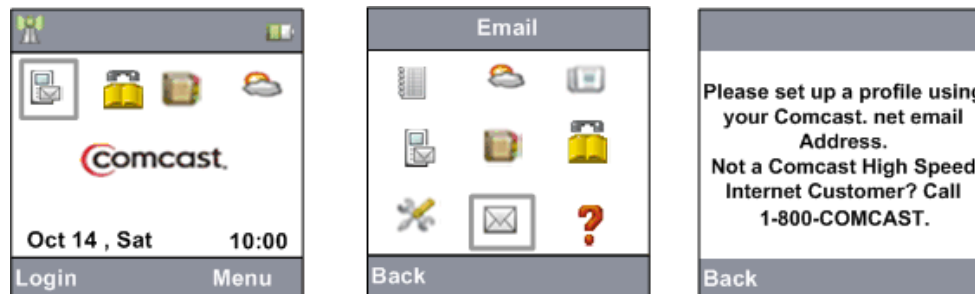 Comcast.
Oct 14 , Sat 10:00
Login Menu
Email
Back
Please set up a profile using
your Comcast. net email
Address.
Not a Comcast High Speed
Internet Customer? Call
1-800-COMCAST.
Back